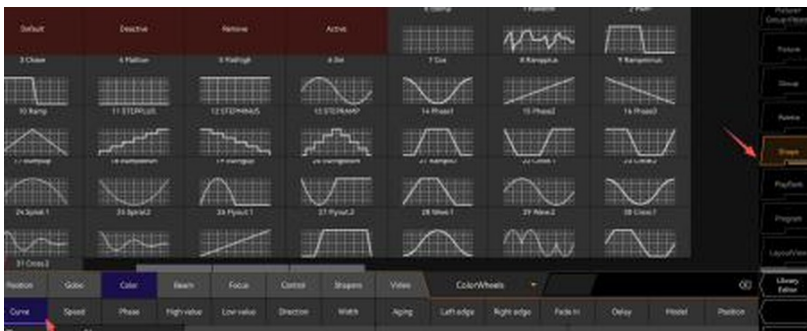 Default Deactive Remove Active
3 Chase 4 Flatlow 5 Flathigh 6 Sin 7 Cos 8 Rampplus 9 Rampminus
10 Ramp 11 STEPPLUS 12 STEPMINUS 13 STEPRAMP 14 Phase1 15 Phase2 16 Phase3
24 Spiral.1 25 Spiral.2 26 Flyout.1 27 Flyout.2 28 Wave.1 29 Wave.2 30 Cross.1
31 Cross.2
Fixture
Group
Palette
Shape
Playback
Program
LayoutView
Library
Editor
Position Gobo Color Beam Focus Control Shapers Video ColorWheels
Curve Speed Phase High value Low value Direction Width Aging Left edge Right edge Fade In Delay Model Position